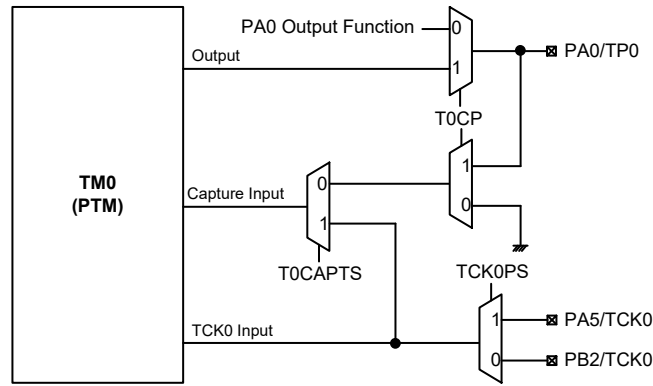 PA0 Output Function
0
Output
1
PA0/TP0
T0CP
1
TM0
(PTM)
Capture Input
0
0
1
T0CAPTS
TCK0PS
TCK0 Input
1
PA5/TCK0
0
PB2/TCK0